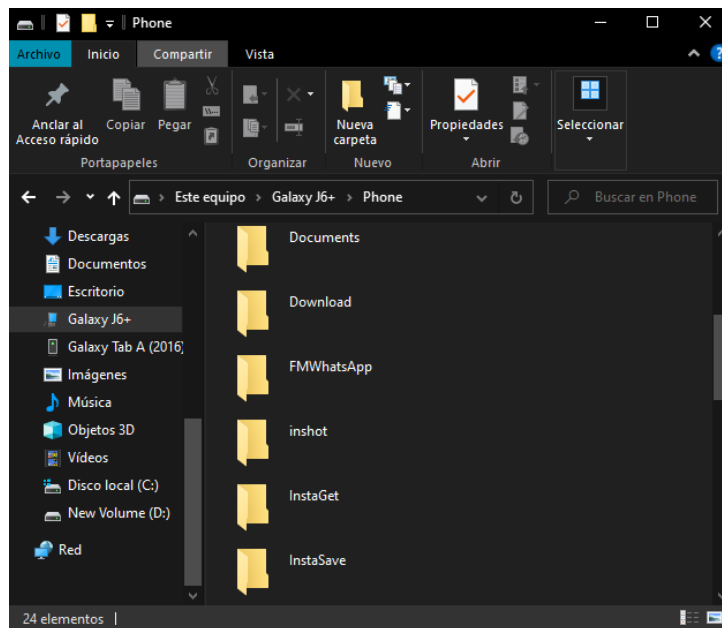 Phone
Archivo Inicio Compartir Vista
Anclar al Acceso rápido
Copiar
Pegar
Nueva carpeta
Propiedades
Seleccionar
Portapapeles Organizar Nuevo Abrir
Este equipo > Galaxy J6+ > Phone
Buscar en Phone
Descargas
Documentos
Escritorio
Galaxy J6+
Galaxy Tab A (2016)
Imágenes
Música
Objetos 3D
Vídeos
Disco local (C:)
New Volume (D:)
Red
Documents
Download
FMWhatsApp
inshot
InstaGet
InstaSave
24 elementos